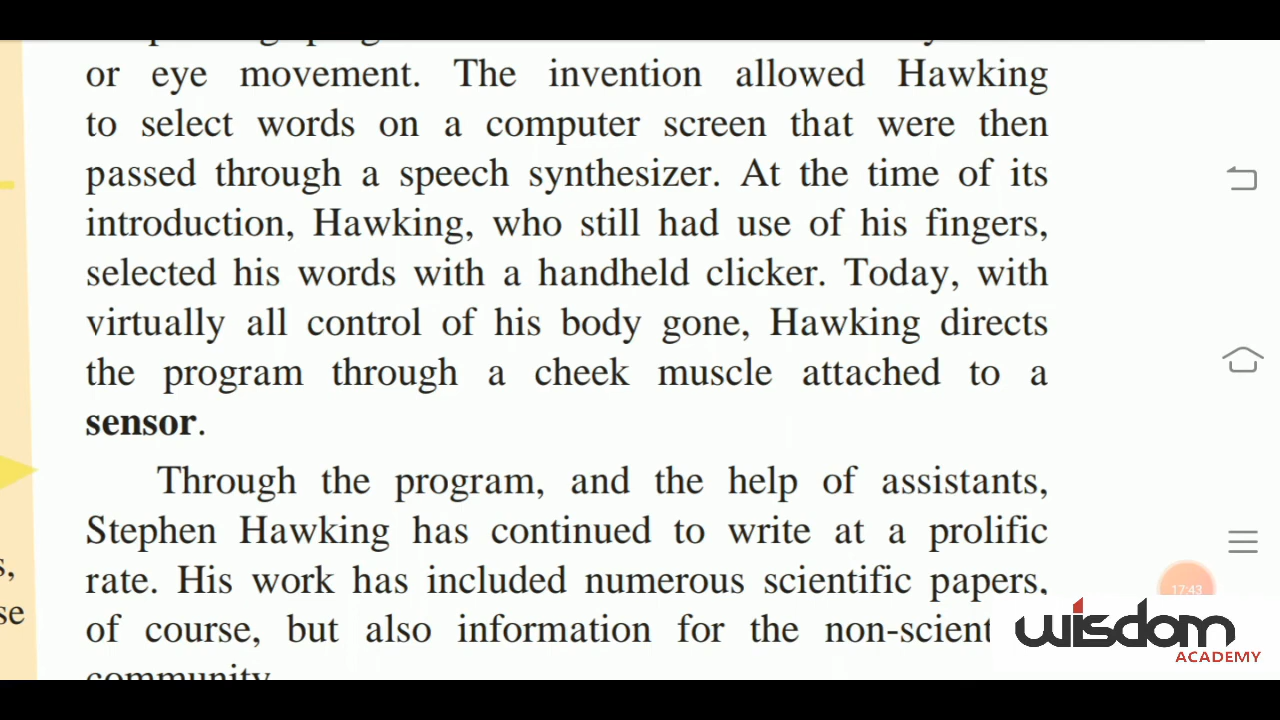 or eye movement. The invention allowed Hawking
to select words on a computer screen that were then
passed through a speech synthesizer. At the time of its
introduction, Hawking, who still had use of his fingers,
selected his words with a handheld clicker. Today, with
virtually all control of his body gone, Hawking directs
the program through a cheek muscle attached to a
sensor.
Through the program, and the help of assistants,
Stephen Hawking has continued to write at a prolific
rate. His work has included numerous scientific papers,
of course, but also information for the non-scient
community.
s,
se
17:43
wisdom
ACADEMY